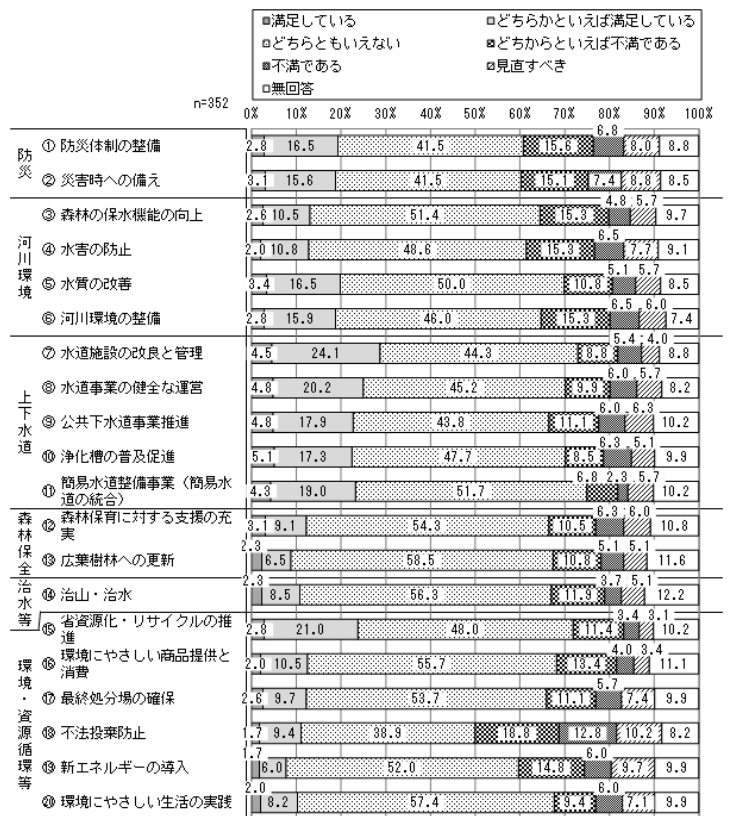 ■満足している □どちらかといえば満足している
□どちらともいえない ■どちからといえば不満である
■不満である □見直すべき
□無回答
n=352
0% 10% 20% 30% 40% 50% 60% 70% 80% 90% 100%
防災
① 防災体制の整備 2.8 16.5 41.5 15.6 6.8 8.0 8.8
② 災害時への備え 3.1 15.6 41.5 15.1 7.4 8.8 8.5
河川環境
③ 森林の保水機能の向上 2.6 10.5 51.4 15.3 4.8 5.7 9.7
④ 水害の防止 2.0 10.8 48.6 15.3 6.5 7.7 9.1
⑤ 水質の改善 3.4 16.5 50.0 10.8 5.1 5.7 8.5
⑥ 河川環境の整備 2.8 15.9 46.0 15.3 6.5 6.0 7.4
上下水道
⑦ 水道施設の改良と管理 4.5 24.1 44.3 8.8 5.4 4.0 8.8
⑧ 水道事業の健全な運営 4.8 20.2 45.2 9.9 6.0 5.7 8.2
⑨ 公共下水道事業推進 4.8 17.9 43.8 11.1 6.0 6.3 10.2
⑩ 浄化槽の普及促進 5.1 17.3 47.7 8.5 6.3 5.1 9.9
⑪ 簡易水道整備事業（簡易水
道の統合） 4.3 19.0 51.7 6.8 2.3 5.7 10.2
森林保全治水等
⑫ 森林保育に対する支援の充
実 3.1 9.1 54.3 10.5 6.3 6.0 10.8
⑬ 広葉樹林への更新 2.3 6.5 58.5 10.8 5.1 5.1 11.6
⑭ 治山・治水 2.3 8.5 56.3 11.9 3.7 5.1 12.2
環境・資源循環等
⑮ 省資源化・リサイクルの推
進 2.8 21.0 48.0 11.4 3.4 3.1 10.2
⑯ 環境にやさしい商品提供と
消費 2.0 10.5 55.7 13.4 4.0 3.4 11.1
⑰ 最終処分場の確保 2.6 9.7 53.7 11.1 5.7 7.4 9.9
⑱ 不法投棄防止 1.7 9.4 38.9 18.8 12.8 10.2 8.2
⑲ 新エネルギーの導入 1.7 6.0 52.0 14.8 6.0 9.7 9.9
⑳ 環境にやさしい生活の実践 2.0 8.2 57.4 9.4 6.0 7.1 9.9